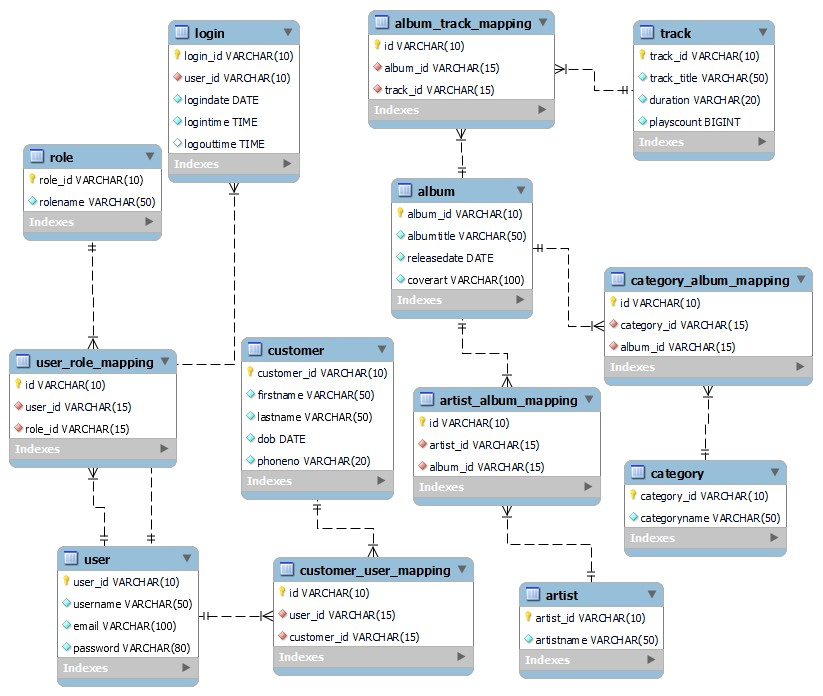 login
login_id VARCHAR(10)
user_id VARCHAR(10)
logindate DATE
logintime TIME
logouttime TIME
Indexes
album_track_mapping
id VARCHAR(10)
album_id VARCHAR(15)
track_id VARCHAR(15)
Indexes
track
track_id VARCHAR(10)
track_title VARCHAR(50)
duration VARCHAR(20)
playscount BIGINT
Indexes
role
role_id VARCHAR(10)
rolename VARCHAR(50)
Indexes
album
album_id VARCHAR(10)
albumtitle VARCHAR(50)
releasedate DATE
coverart VARCHAR(100)
Indexes
category_album_mapping
id VARCHAR(10)
category_id VARCHAR(15)
album_id VARCHAR(15)
Indexes
user_role_mapping
id VARCHAR(10)
user_id VARCHAR(15)
role_id VARCHAR(15)
Indexes
customer
customer_id VARCHAR(10)
firstname VARCHAR(50)
lastname VARCHAR(50)
dob DATE
phoneno VARCHAR(20)
Indexes
artist_album_mapping
id VARCHAR(10)
artist_id VARCHAR(15)
album_id VARCHAR(15)
Indexes
category
category_id VARCHAR(10)
categoryname VARCHAR(50)
Indexes
user
user_id VARCHAR(10)
username VARCHAR(50)
email VARCHAR(100)
password VARCHAR(80)
Indexes
customer_user_mapping
id VARCHAR(10)
user_id VARCHAR(15)
customer_id VARCHAR(15)
Indexes
artist
artist_id VARCHAR(10)
artistname VARCHAR(50)
Indexes